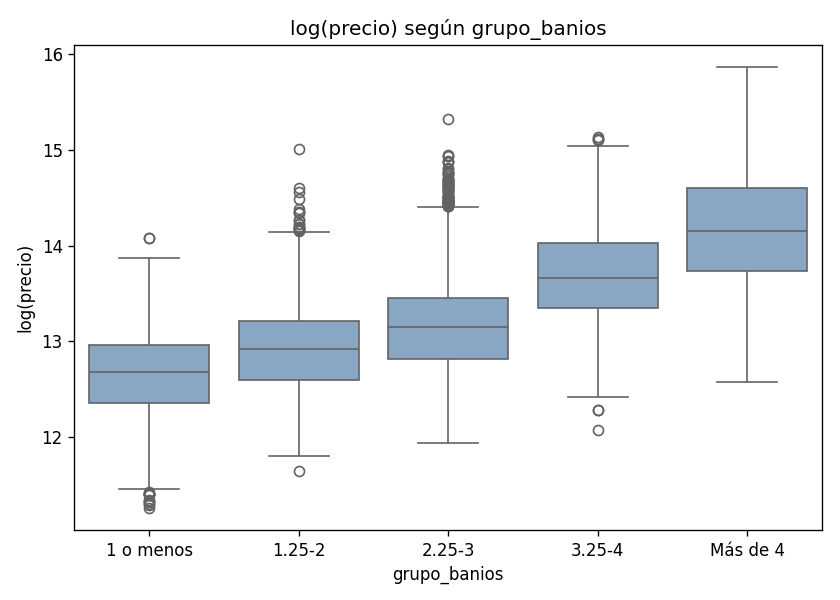 log(precio) según grupo_banios
log(precio)
16
15
14
13
12
1 o menos
1.25-2
2.25-3
3.25-4
Más de 4
grupo_banios